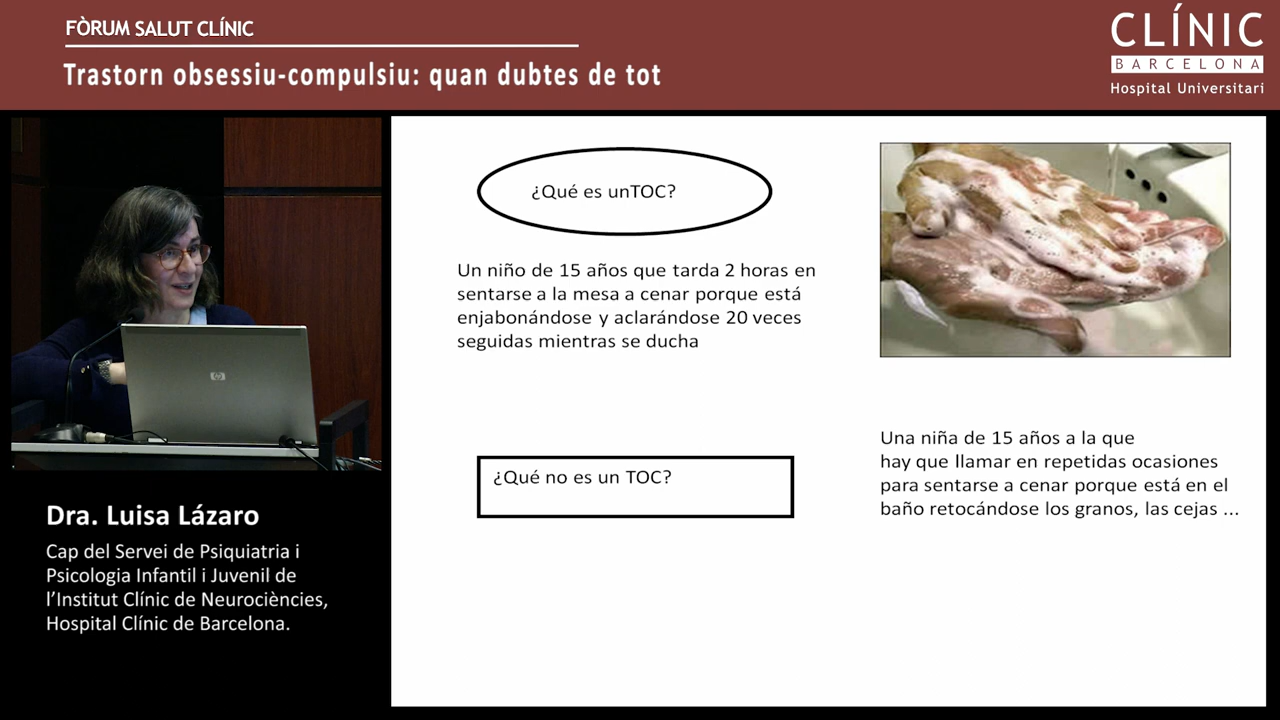 FÒRUM SALUT CLÍNIC
Trastorn obsessiu-compulsiu: quan dubtes de tot
CLÍNIC
BARCELONA
Hospital Universitari
¿Qué es unTOC?
Un niño de 15 años que tarda 2 horas en
sentarse a la mesa a cenar porque está
enjabonándose y aclarándose 20 veces
seguidas mientras se ducha
¿Qué no es un TOC?
Una niña de 15 años a la que
hay que llamar en repetidas ocasiones
para sentarse a cenar porque está en el
baño retocándose los granos, las cejas ...
hp
Dra. Luisa Lázaro
Cap del Servei de Psiquiatria i
Psicologia Infantil i Juvenil de
l’Institut Clínic de Neurociències,
Hospital Clínic de Barcelona.